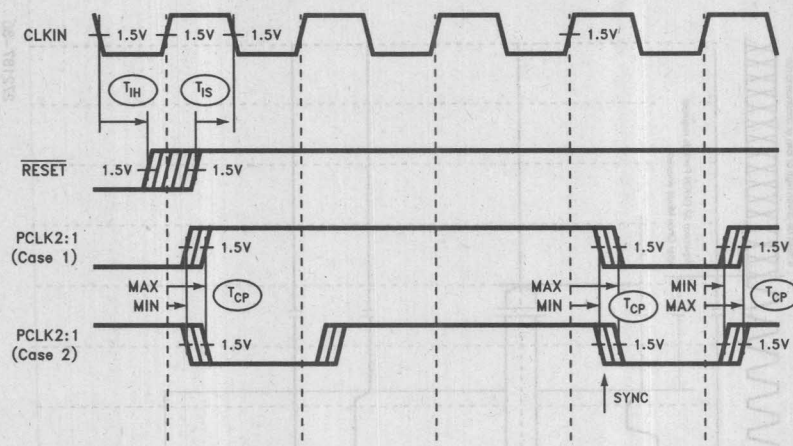 CLKIN
1.5V 1.5V 1.5V 1.5V
TIH TIS
RESET 1.5V 1.5V
PCLK2:1
(Case 1)
1.5V 1.5V 1.5V
MAX
MIN
TCP
MAX
MIN
TCP
MIN
MAX
TCP
PCLK2:1
(Case 2)
1.5V 1.5V 1.5V
SYNC